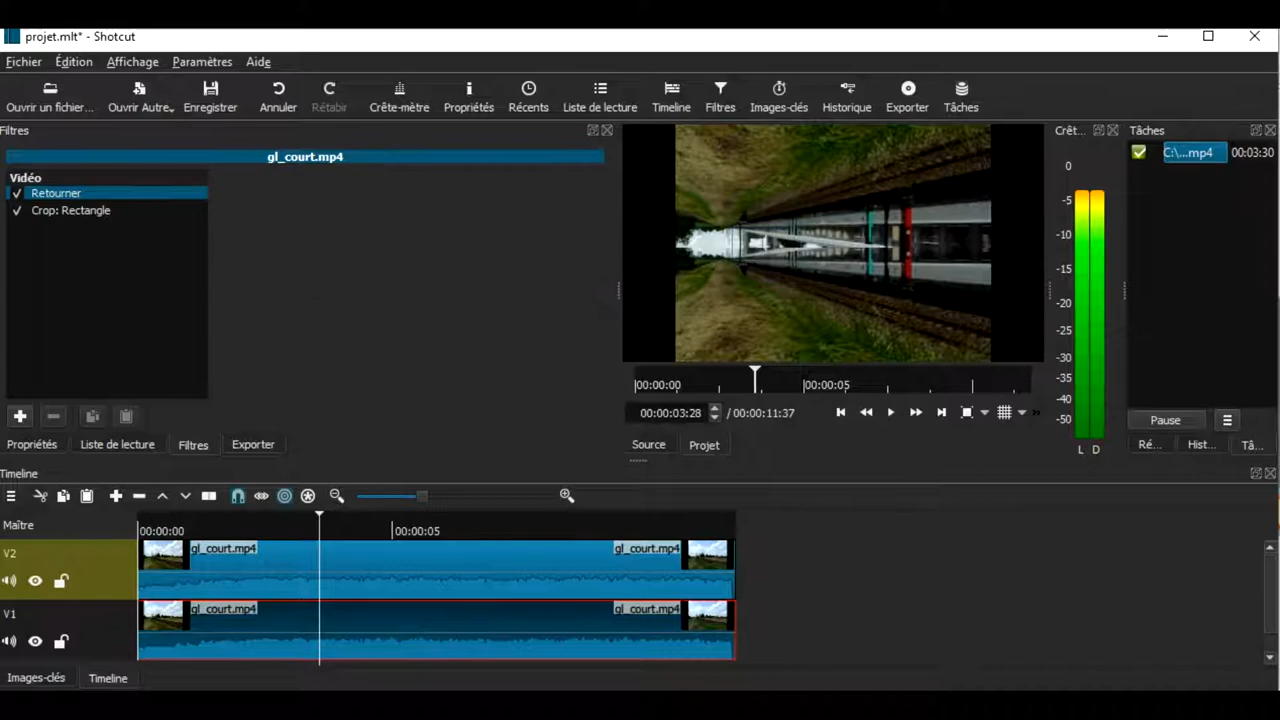 projet.mlt* - Shotcut
Fichier Édition Affichage Paramètres Aide
Ouvrir un fichier... Ouvrir Autre... Enregistrer Annuler Rétabir Crête-mètre Propriétés Récents Liste de lecture Timeline Filtres Images-clés Historique Exporter Tâches
Filtres
gl_court.mp4
Vidéo
Retourner
Crop: Rectangle
Propriétés Liste de lecture Filtres Exporter
00:00:00 00:00:05
00:00:03:28 / 00:00:11:37
Source Projet
Crêt...
0
-5
-10
-15
-20
-25
-30
-35
-40
-50
L D
Tâches
C:\...mp4 00:03:30
Pause
Ré... Hist... Tâ...
Timeline
Maître
00:00:00 00:00:05
V2
gl_court.mp4 gl_court.mp4
V1
gl_court.mp4 gl_court.mp4
Images-clés Timeline